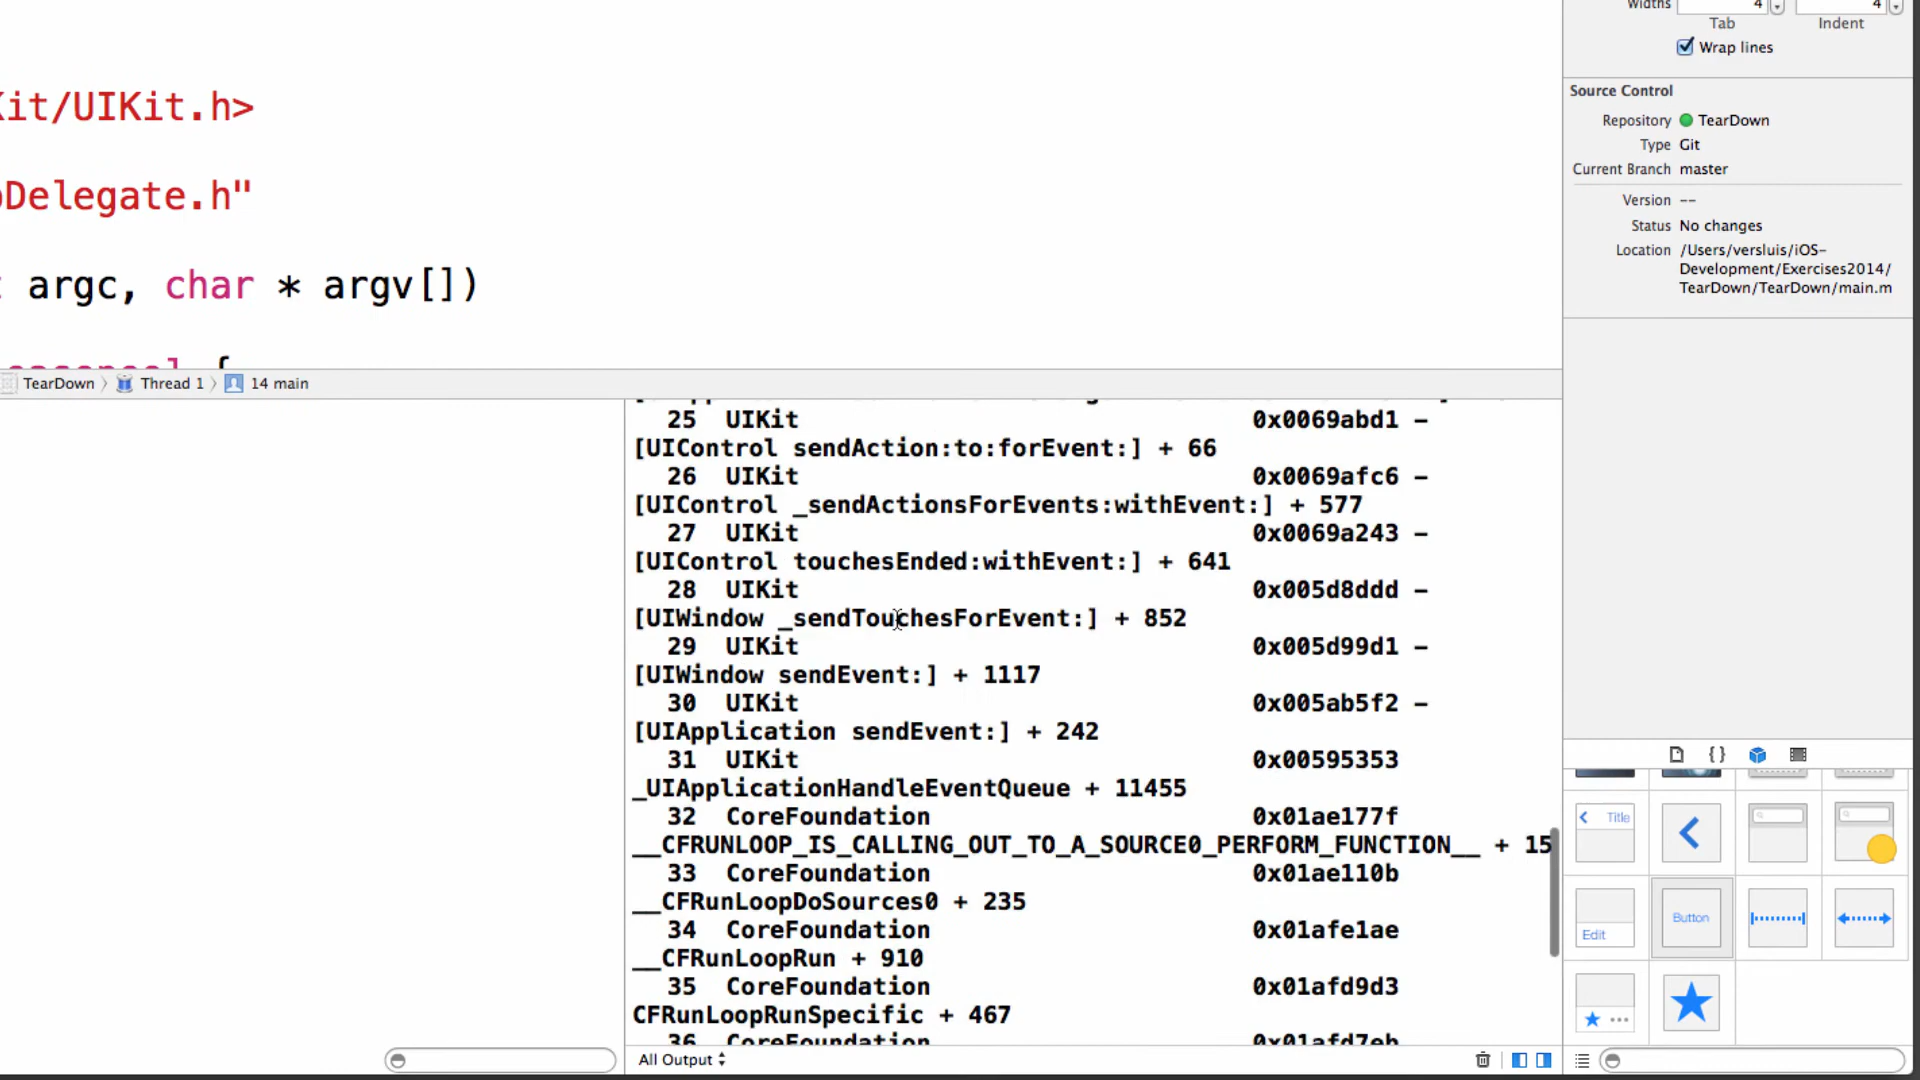 Widths 4 4
Tab Indent
Wrap lines
Kit/UIKit.h>
Source Control
Repository TearDown
Type Git
Current Branch master
Version --
Status No changes
Location /Users/versluis/iOS-
Development/Exercises2014/
TearDown/TearDown/main.m
pDelegate.h"
argc, char * argv[])
{
TearDown Thread 1 14 main
25 UIKit 0x0069abd1 -
[UIControl sendAction:to:forEvent:] + 66
26 UIKit 0x0069afc6 -
[UIControl _sendActionsForEvents:withEvent:] + 577
27 UIKit 0x0069a243 -
[UIControl touchesEnded:withEvent:] + 641
28 UIKit 0x005d8ddd -
[UIWindow _sendTouchesForEvent:] + 852
29 UIKit 0x005d99d1 -
[UIWindow sendEvent:] + 1117
30 UIKit 0x005ab5f2 -
[UIApplication sendEvent:] + 242
31 UIKit 0x00595353
_UIApplicationHandleEventQueue + 11455
32 CoreFoundation 0x01ae177f
__CFRUNLOOP_IS_CALLING_OUT_TO_A_SOURCE0_PERFORM_FUNCTION__ + 15
33 CoreFoundation 0x01ae110b
__CFRunLoopDoSources0 + 235
34 CoreFoundation 0x01afe1ae
__CFRunLoopRun + 910
35 CoreFoundation 0x01afd9d3
CFRunLoopRunSpecific + 467
36 CoreFoundation 0x01afd7eb
All Output
{ }
Title
Edit
Button